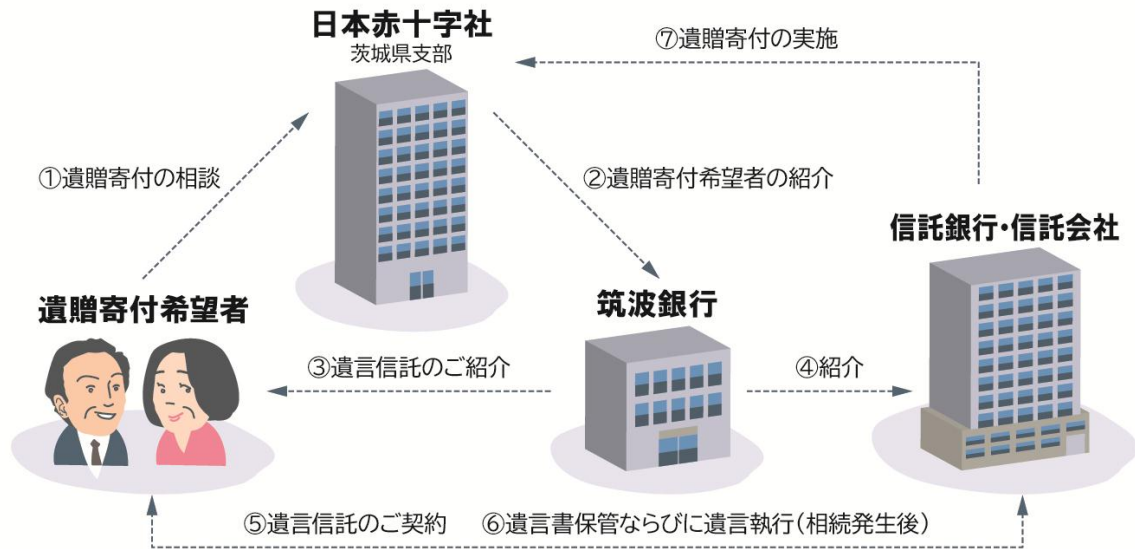 日本赤十字社
茨城県支部
⑦遺贈寄付の実施
①遺贈寄付の相談
②遺贈寄付希望者の紹介
信託銀行・信託会社
遺贈寄付希望者
筑波銀行
③遺言信託のご紹介
④紹介
⑤遺言信託のご契約 ⑥遺言書保管ならびに遺言執行(相続発生後)